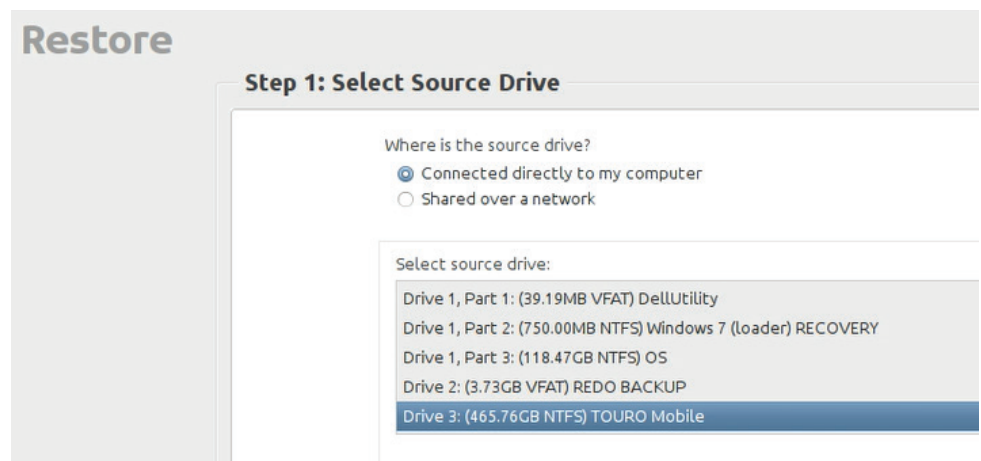 Restore
Step 1: Select Source Drive
Where is the source drive?
Connected directly to my computer
Shared over a network
Select source drive:
Drive 1, Part 1: (39.19MB VFAT) DellUtility
Drive 1, Part 2: (750.00MB NTFS) Windows 7 (loader) RECOVERY
Drive 1, Part 3: (118.47GB NTFS) OS
Drive 2: (3.73GB VFAT) REDO BACKUP
Drive 3: (465.76GB NTFS) TOURO Mobile